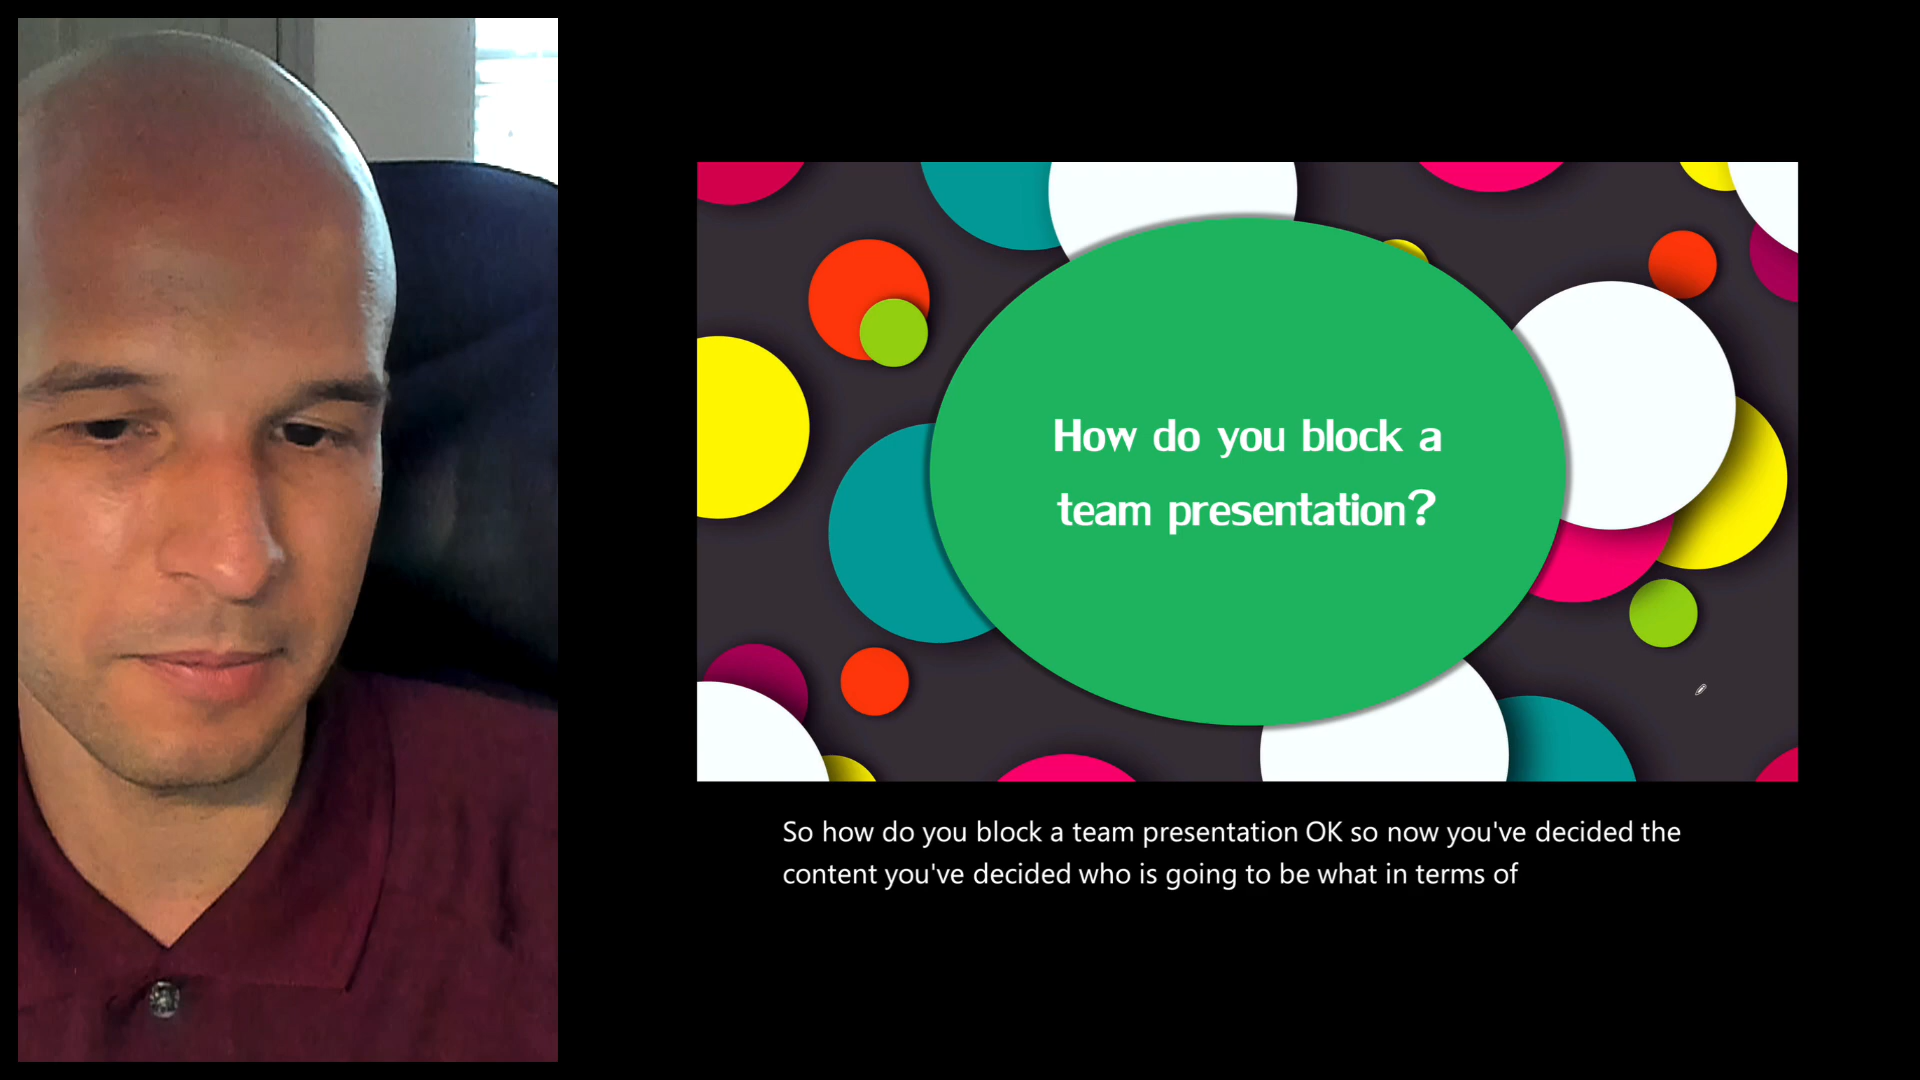 How do you block a
team presentation?
So how do you block a team presentation OK so now you've decided the
content you've decided who is going to be what in terms of